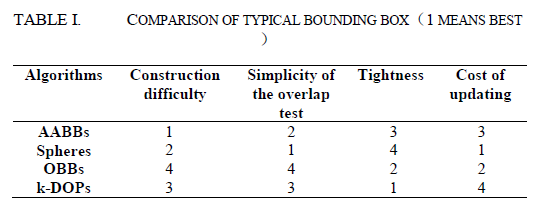 TABLE I. COMPARISON OF TYPICAL BOUNDING BOX（1 MEANS BEST
）
Algorithms Construction difficulty Simplicity of the overlap test Tightness Cost of updating
AABBs 1 2 3 3
Spheres 2 1 4 1
OBBs 4 4 2 2
k-DOPs 3 3 1 4